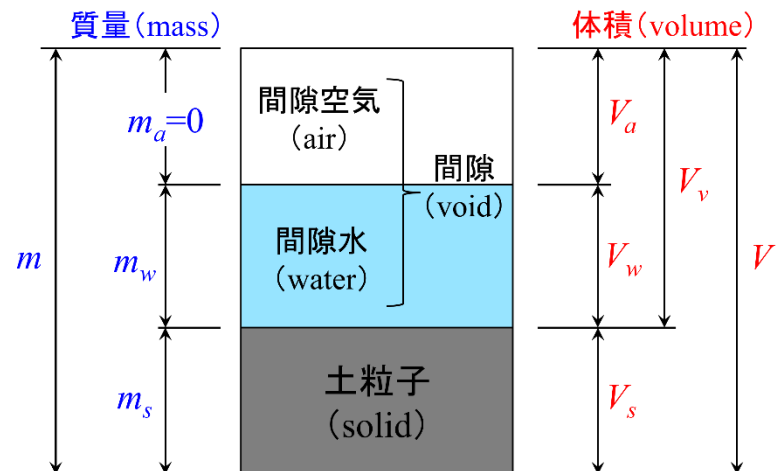 質量(mass)
体積(volume)
m
m_a=0
m_w
m_s
間隙空気
(air)
間隙
(void)
間隙水
(water)
土粒子
(solid)
V_a
V_w
V_s
V_v
V